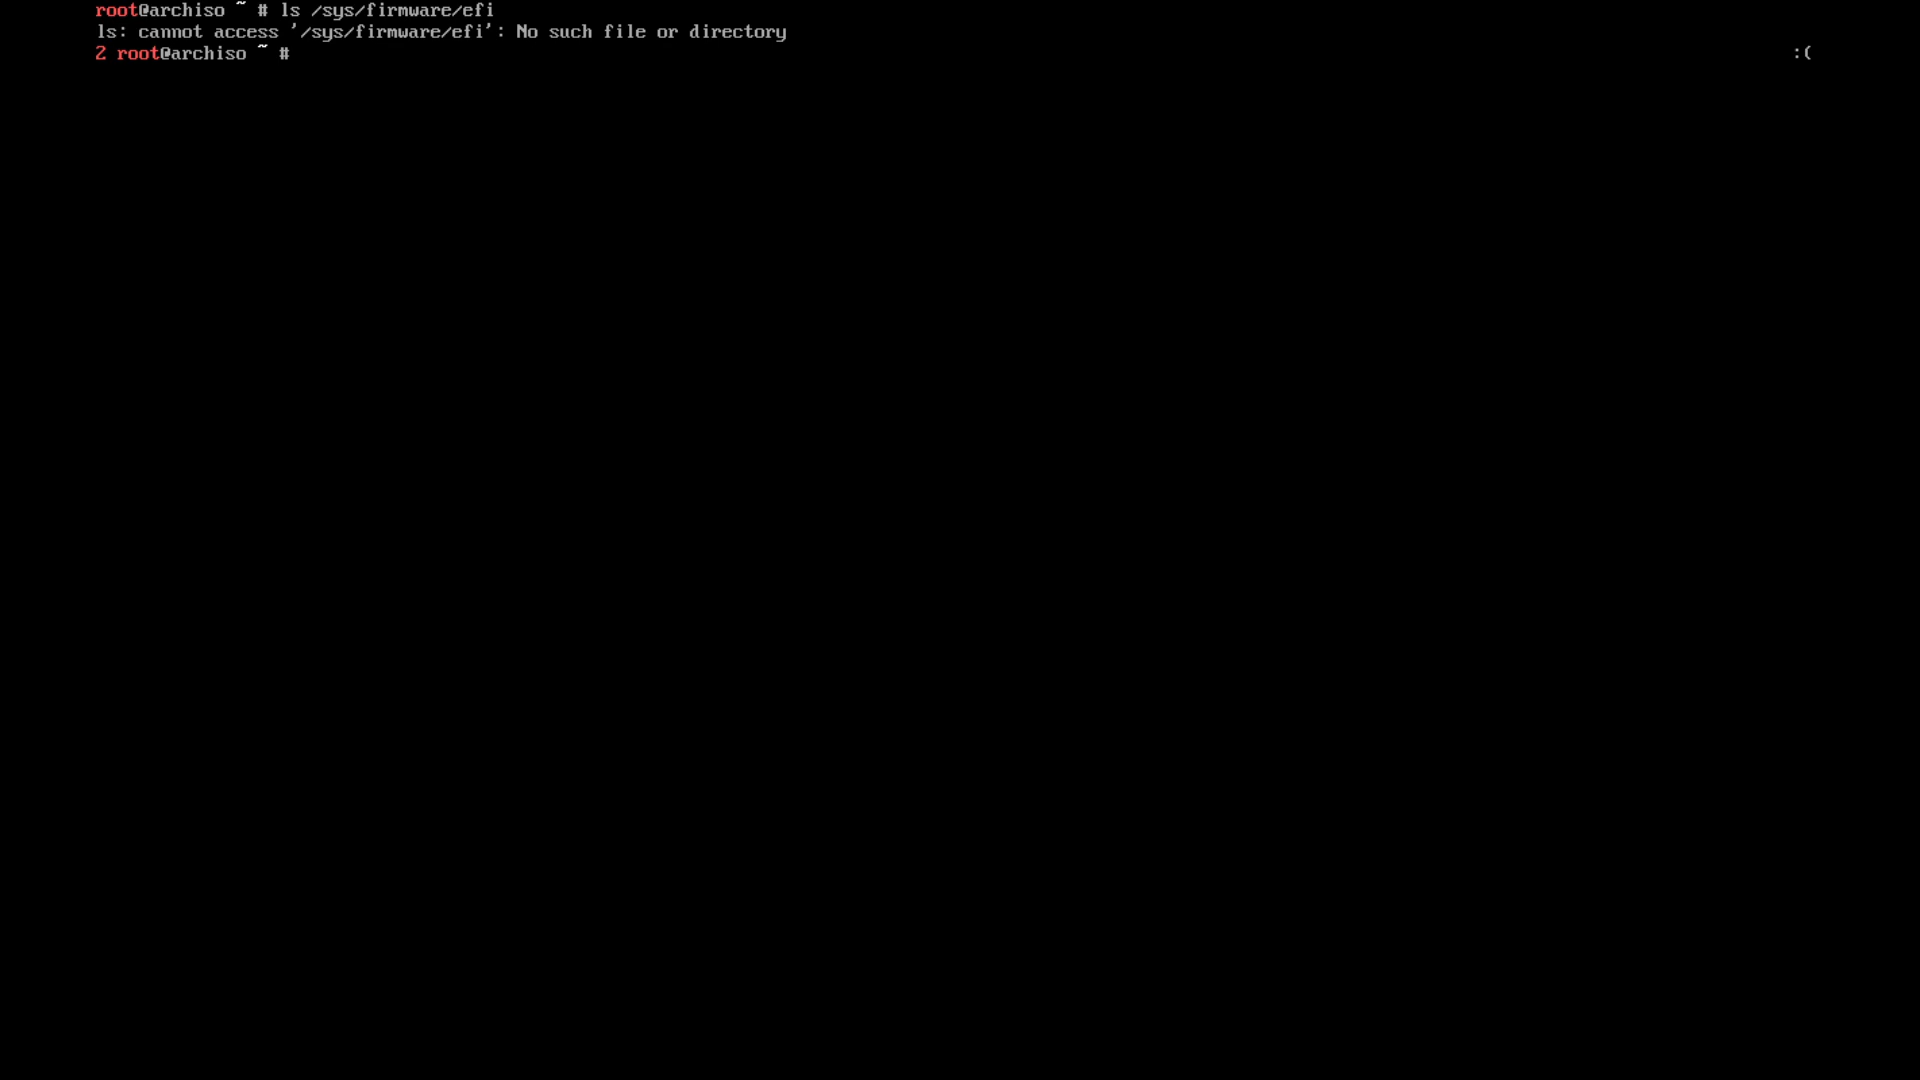 root@archiso ~ # ls /sys/firmware/efi
ls: cannot access '/sys/firmware/efi': No such file or directory
2 root@archiso ~ # :(